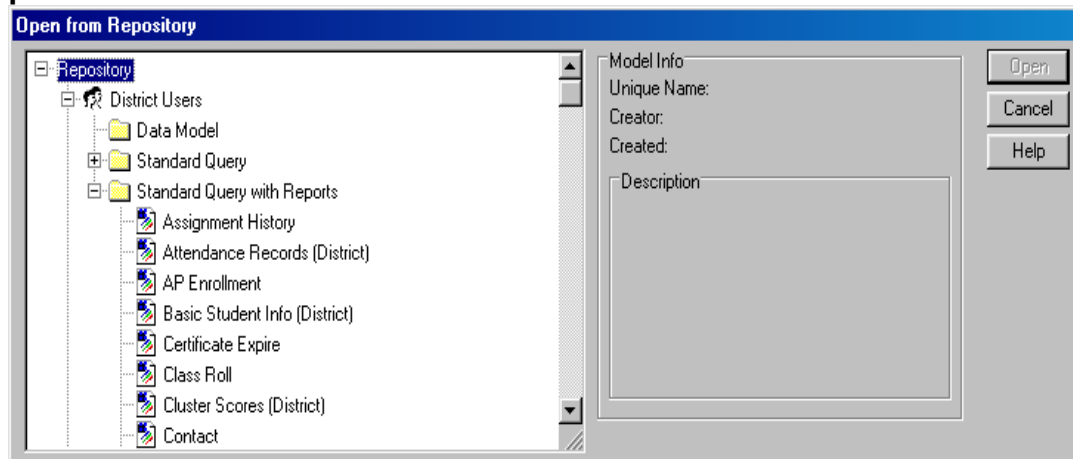 Open from Repository
Repository
District Users
Data Model
Standard Query
Standard Query with Reports
Assignment History
Attendance Records (District)
AP Enrollment
Basic Student Info (District)
Certificate Expire
Class Roll
Cluster Scores (District)
Contact
Model Info
Unique Name:
Creator:
Created:
Description
Open
Cancel
Help